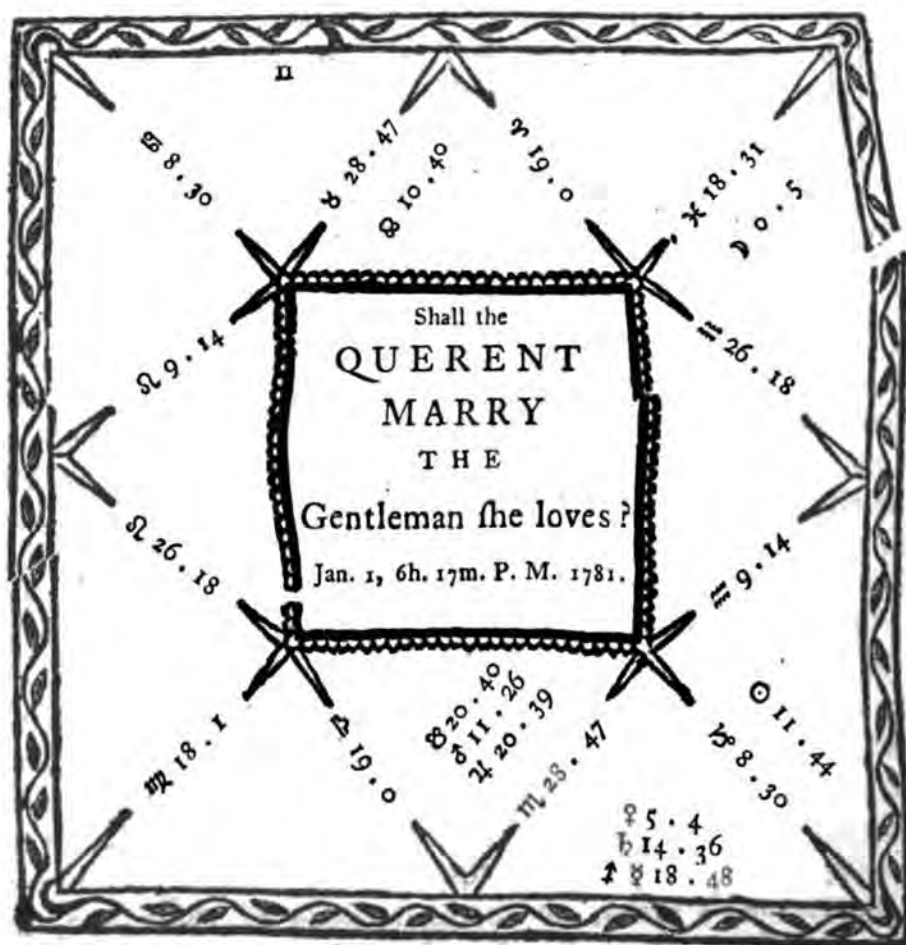 ♊
♋ 8 . 30
♉ 28 . 47
☊ 10 . 40
♈ 19 . 0
♓ 18 . 31
☽ 0 . 5
♌ 9 . 14
♒ 26 . 18
Shall the
QUERENT
MARRY
THE
Gentleman ſhe loves?
Jan. 1, 6h. 17m. P. M. 1781.
♌ 26 . 18
♒ 9 . 14
♍ 18 . 1
♎ 19 . 0
☋ 20 . 40
♂ 11 . 26
♃ 20 . 39
♏ 28 . 47
♑ 8 . 30
☉ 11 . 44
♀ 5 . 4
♄ 14 . 36
♐ ☿ 18 . 48